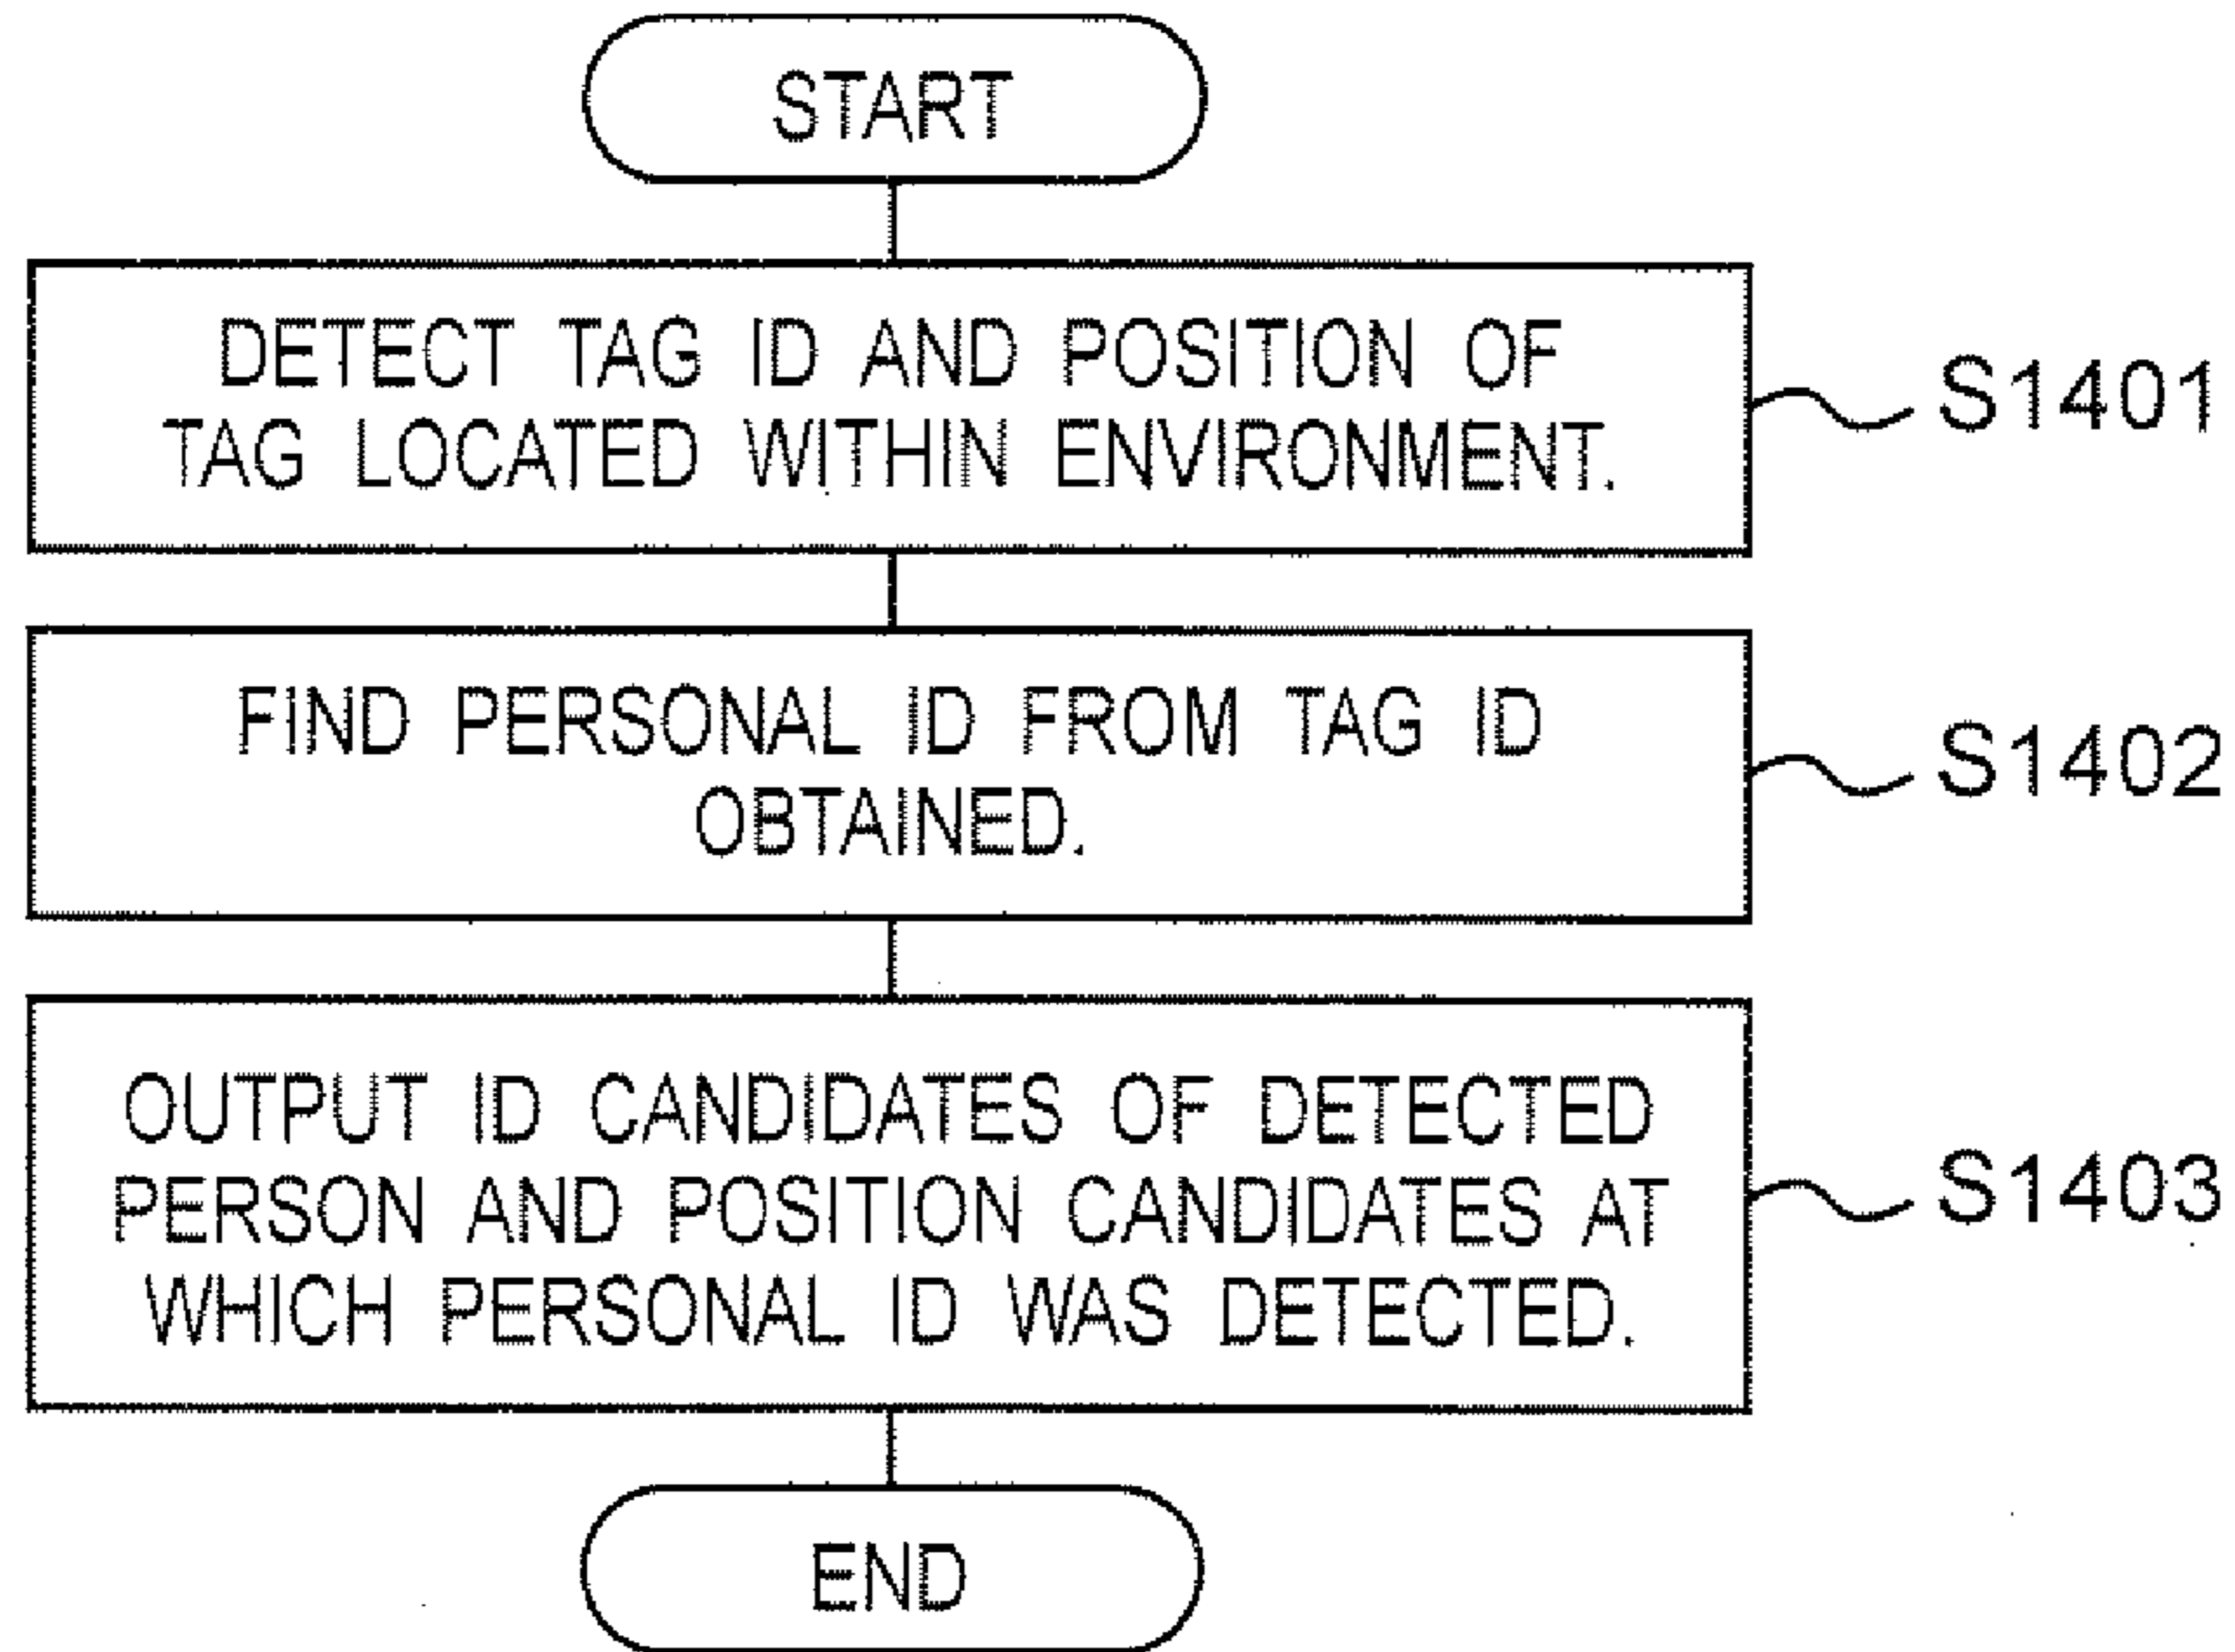 START
DETECT TAG ID AND POSITION OF
TAG LOCATED WITHIN ENVIRONMENT.
S1401
FIND PERSONAL ID FROM TAG ID
OBTAINED.
S1402
OUTPUT ID CANDIDATES OF DETECTED
PERSON AND POSITION CANDIDATES AT
WHICH PERSONAL ID WAS DETECTED.
S1403
END